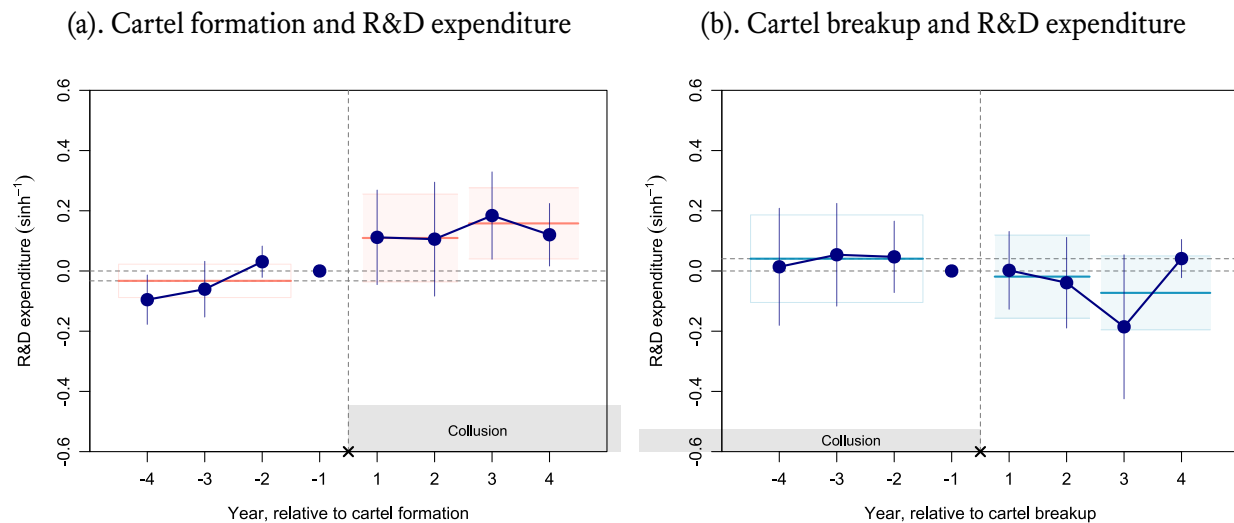 (a). Cartel formation and R&D expenditure
0.6
0.4
0.2
0.0
-0.2
-0.4
-0.6
R&D expenditure (sinh⁻¹)
Collusion
-4 -3 -2 -1 1 2 3 4
Year, relative to cartel formation
(b). Cartel breakup and R&D expenditure
0.6
0.4
0.2
0.0
-0.2
-0.4
-0.6
R&D expenditure (sinh⁻¹)
Collusion
-4 -3 -2 -1 1 2 3 4
Year, relative to cartel breakup